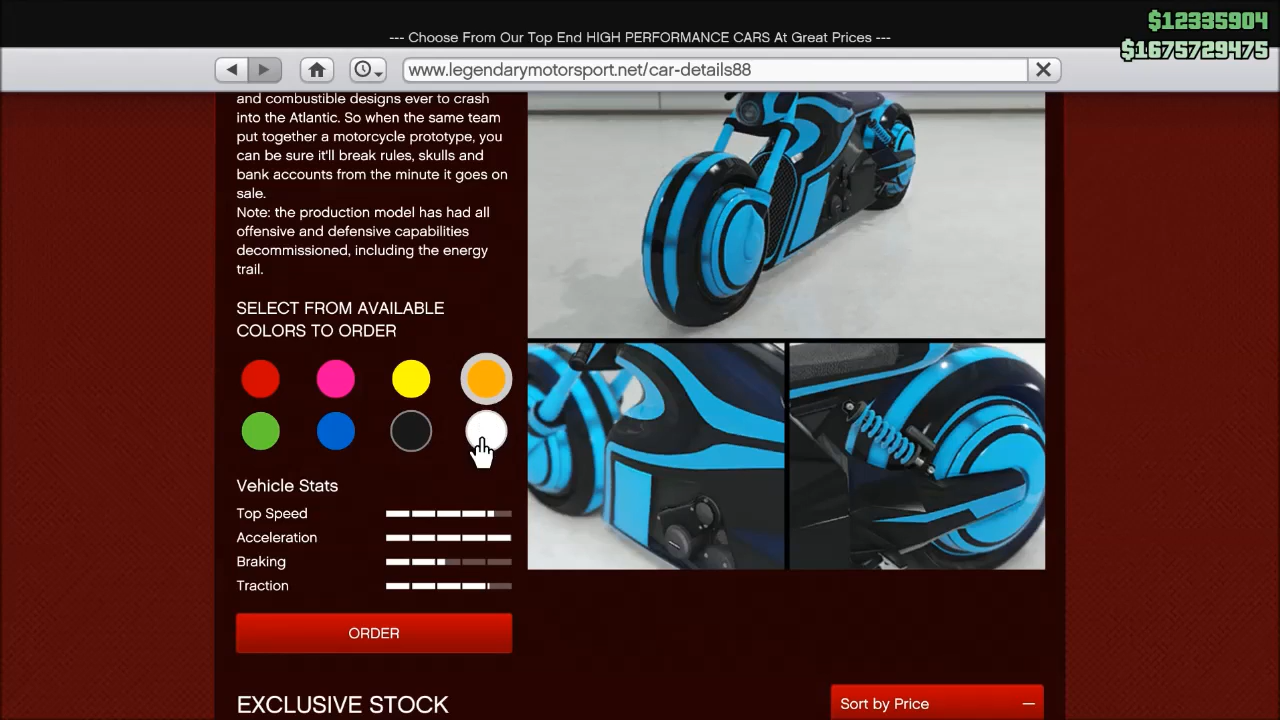 $12335904
--- Choose From Our Top End HIGH PERFORMANCE CARS At Great Prices ---
$1675729475
www.legendarymotorsport.net/car-details88
and combustible designs ever to crash
into the Atlantic. So when the same team
put together a motorcycle prototype, you
can be sure it'll break rules, skulls and
bank accounts from the minute it goes on
sale.
Note: the production model has had all
offensive and defensive capabilities
decommissioned, including the energy
trail.
SELECT FROM AVAILABLE
COLORS TO ORDER
Vehicle Stats
Top Speed
Acceleration
Braking
Traction
ORDER
EXCLUSIVE STOCK
Sort by Price